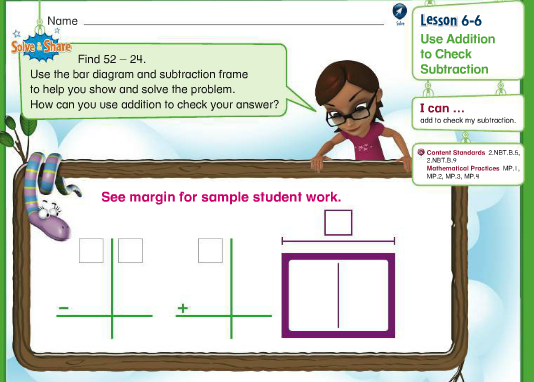 Name
Solve & Share
Find 52 – 24.
Use the bar diagram and subtraction frame
to help you show and solve the problem.
How can you use addition to check your answer?
Solve
Lesson 6-6
Use Addition
to Check
Subtraction
I can ...
add to check my subtraction.
Content Standards 2.NBT.B.5,
2.NBT.B.9
Mathematical Practices MP.1,
MP.2, MP.3, MP.4
See margin for sample student work.
–
+